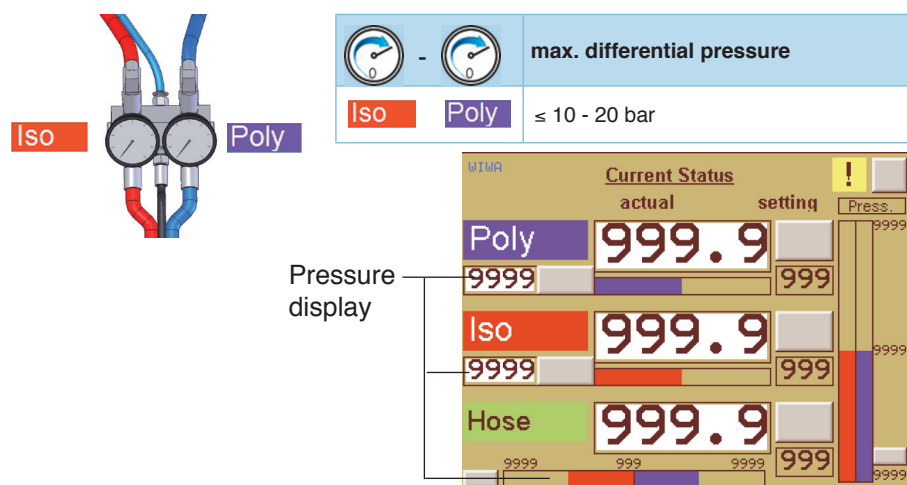 0 - 0 max. differential pressure
Iso Poly ≤ 10 - 20 bar
Iso Poly
WIWA Current Status !
actual setting Press.
Poly 999.9 9999
9999 999
Pressure
display
Iso 999.9
9999 999 9999
Hose 999.9
9999 999 9999 999
9999